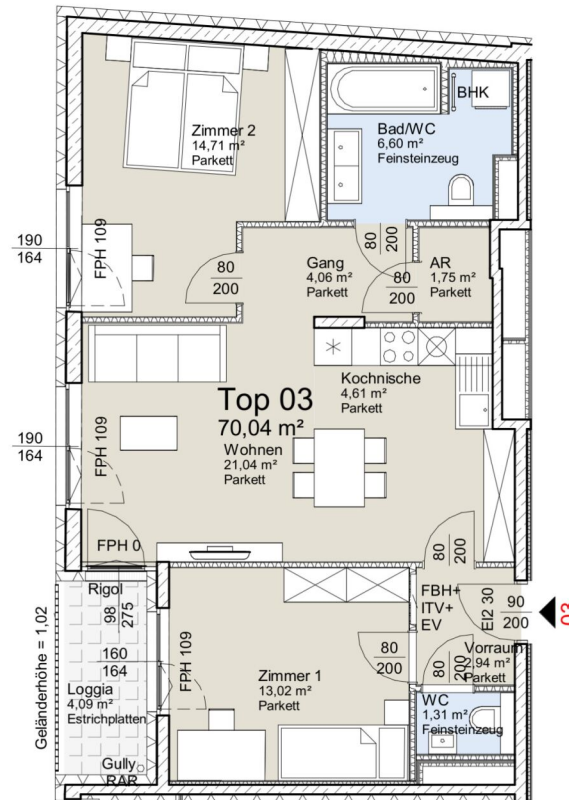 BHK
Bad/WC
6,60 m²
Feinsteinzeug
Zimmer 2
14,71 m²
Parkett
190
164
FPH 109
80
200
80
200
Gang
4,06 m²
Parkett
80
200
AR
1,75 m²
Parkett
Kochnische
4,61 m²
Parkett
Top 03
70,04 m²
Wohnen
21,04 m²
Parkett
190
164
FPH 109
FPH 0
80
200
Rigol
98
275
FBH+
ITV+
EV
EI2 30
90
200
03
Geländerhöhe = 1,02
160
164
FPH 109
Loggia
4,09 m²
Estrichplatten
Zimmer 1
13,02 m²
Parkett
80
200
80
200
Vorraum
2,94 m²
Parkett
WC
1,31 m²
Feinsteinzeug
Gully
RAR